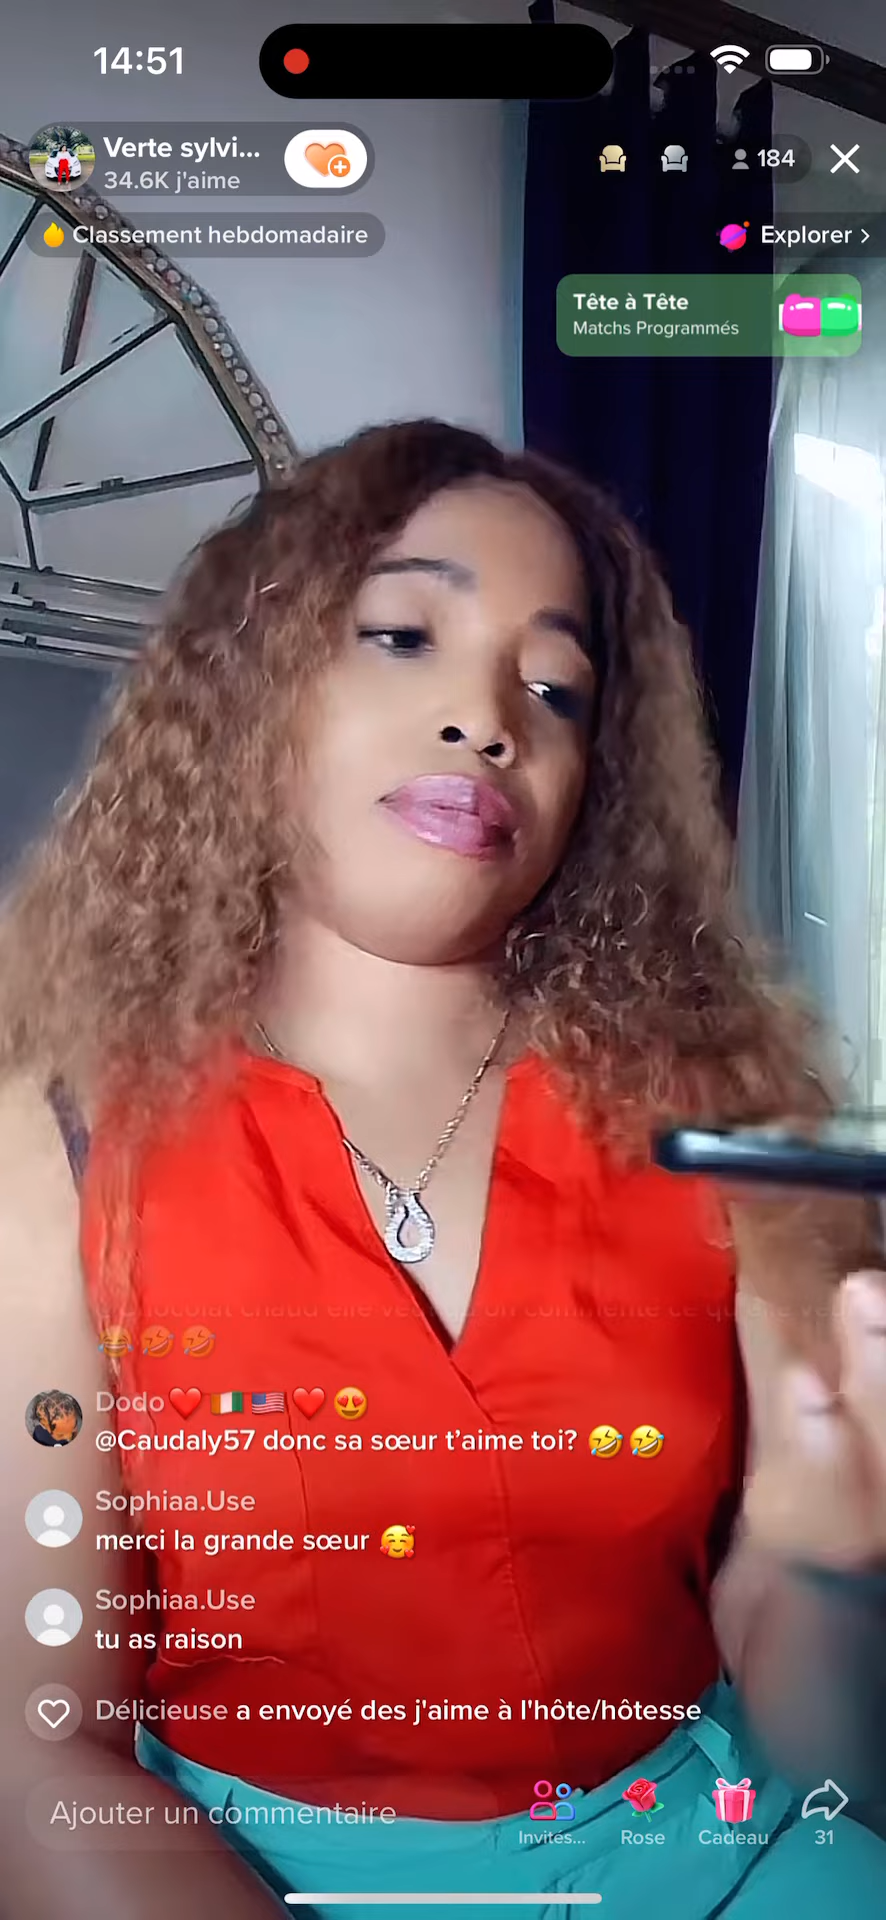 14:51
Verte sylvi...
34.6K j'aime
184
Classement hebdomadaire
Explorer >
Tête à Tête
Matchs Programmés
😂🤣🤣
Dodo❤️🇨🇮🇺🇸❤️😍
@Caudaly57 donc sa sœur t'aime toi? 🤣🤣
Sophiaa.Use
merci la grande sœur 🥰
Sophiaa.Use
tu as raison
Délicieuse a envoyé des j'aime à l'hôte/hôtesse
Ajouter un commentaire
Invités...
Rose
Cadeau
31